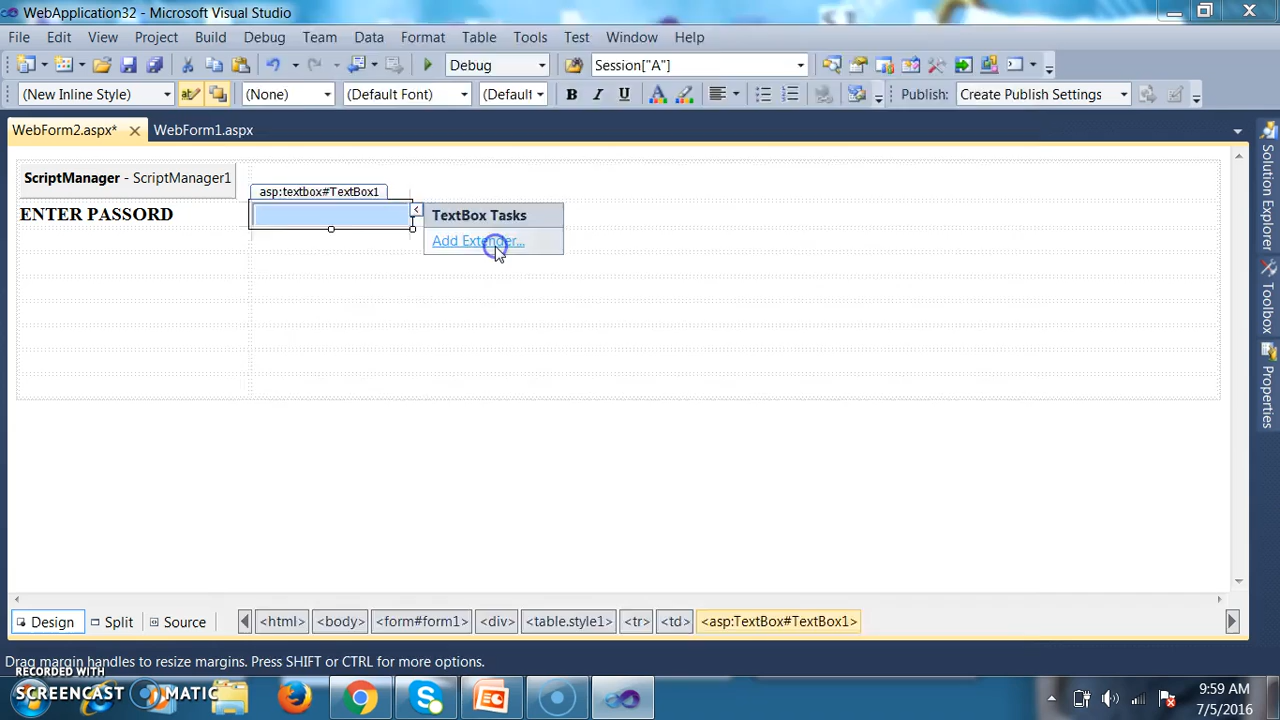 WebApplication32 - Microsoft Visual Studio
File Edit View Project Build Debug Team Data Format Table Tools Test Window Help
Debug Session["A"]
(New Inline Style) (None) (Default Font) (Default B I U A Publish: Create Publish Settings
WebForm2.aspx* WebForm1.aspx
ScriptManager - ScriptManager1
asp:textbox#TextBox1
ENTER PASSORD
TextBox Tasks
Add Extender...
Solution Explorer
Toolbox
Properties
Design Split Source <html> <body> <form#form1> <div> <table.style1> <tr> <td> <asp:TextBox#TextBox1>
Drag margin handles to resize margins. Press SHIFT or CTRL for more options.
RECORDED WITH
SCREENCAST MATIC
9:59 AM
7/5/2016